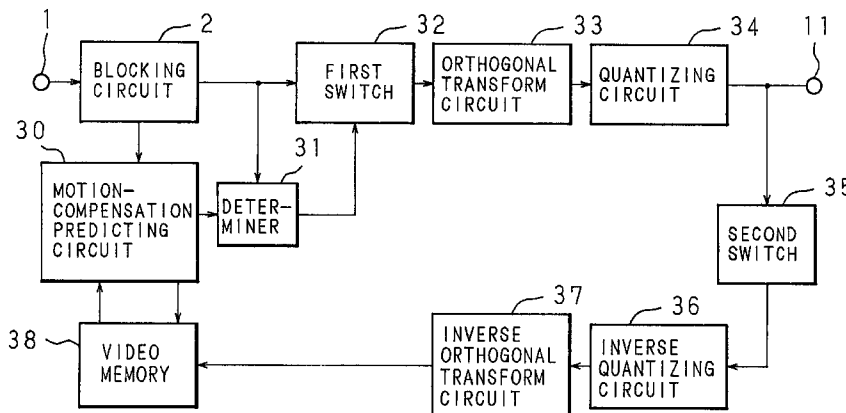 1
2
BLOCKING
CIRCUIT
32
FIRST
SWITCH
33
ORTHOGONAL
TRANSFORM
CIRCUIT
34
QUANTIZING
CIRCUIT
11
30
MOTION-
COMPENSATION
PREDICTING
CIRCUIT
31
DETER-
MINER
35
SECOND
SWITCH
38
VIDEO
MEMORY
37
INVERSE
ORTHOGONAL
TRANSFORM
CIRCUIT
36
INVERSE
QUANTIZING
CIRCUIT